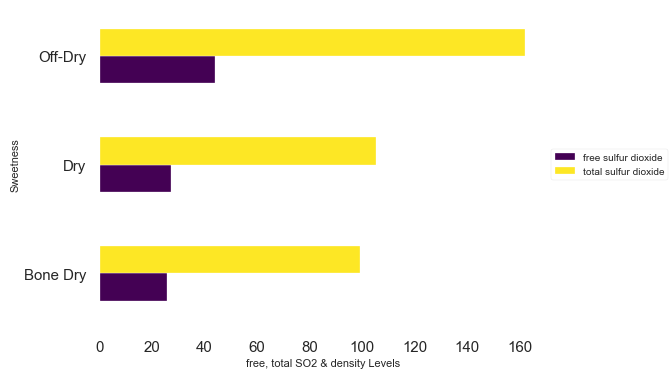 Off-Dry
Dry
Bone Dry
Sweetness
0 20 40 60 80 100 120 140 160
free, total SO2 & density Levels
free sulfur dioxide
total sulfur dioxide